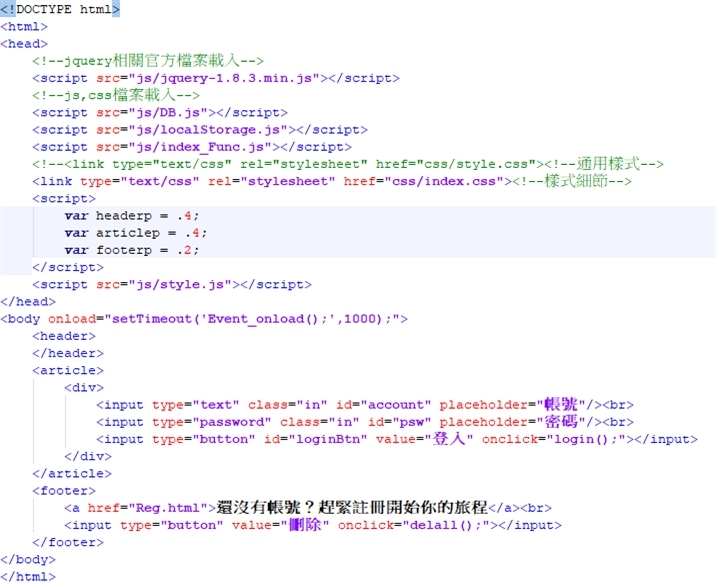 <!DOCTYPE html>
<html>
<head>
    <!--jquery相關官方檔案載入-->
    <script src="js/jquery-1.8.3.min.js"></script>
    <!--js,css檔案載入-->
    <script src="js/DB.js"></script>
    <script src="js/localStorage.js"></script>
    <script src="js/index_Func.js"></script>
    <!--<link type="text/css" rel="stylesheet" href="css/style.css"><!--通用樣式-->
    <link type="text/css" rel="stylesheet" href="css/index.css"><!--樣式細節-->
    <script>
        var headerp = .4;
        var articlep = .4;
        var footerp = .2;
    </script>
    <script src="js/style.js"></script>
</head>
<body onload="setTimeout('Event_onload();',1000);">
    <header>
    </header>
    <article>
        <div>
            <input type="text" class="in" id="account" placeholder="帳號"/><br>
            <input type="password" class="in" id="psw" placeholder="密碼"/><br>
            <input type="button" id="loginBtn" value="登入" onclick="login();"></input>
        </div>
    </article>
    <footer>
        <a href="Reg.html">還沒有帳號？趕緊註冊開始你的旅程</a><br>
        <input type="button" value="刪除" onclick="delall();"></input>
    </footer>
</body>
</html>